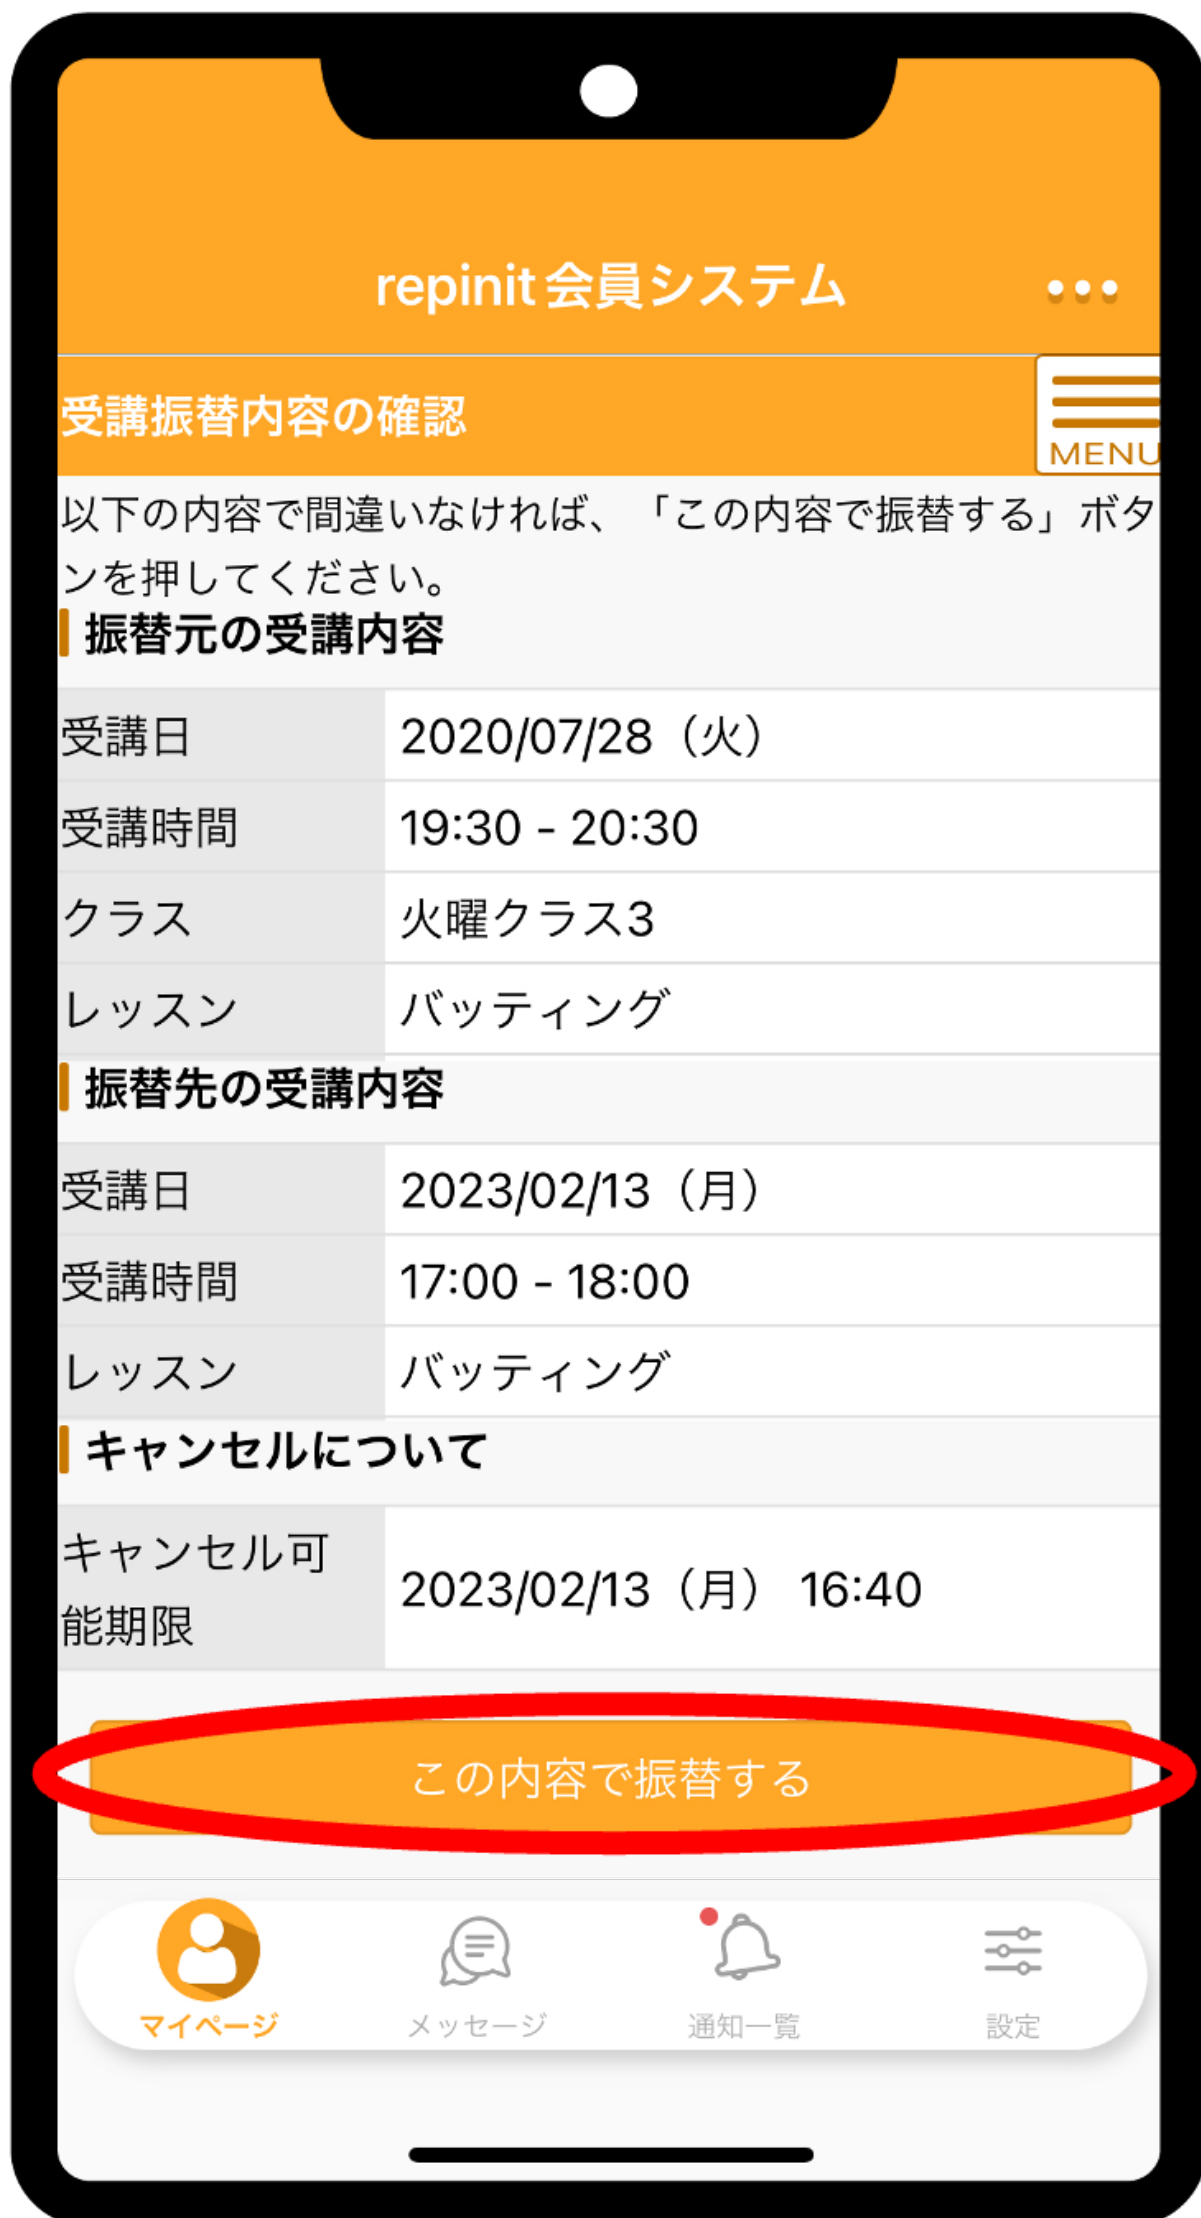 repinit会員システム
受講振替内容の確認
MENU
以下の内容で間違いなければ、「この内容で振替する」ボタ
ンを押してください。
振替元の受講内容
受講日 2020/07/28（火）
受講時間 19:30 - 20:30
クラス 火曜クラス3
レッスン バッティング
振替先の受講内容
受講日 2023/02/13（月）
受講時間 17:00 - 18:00
レッスン バッティング
キャンセルについて
キャンセル可
能期限 2023/02/13（月） 16:40
この内容で振替する
マイページ メッセージ 通知一覧 設定